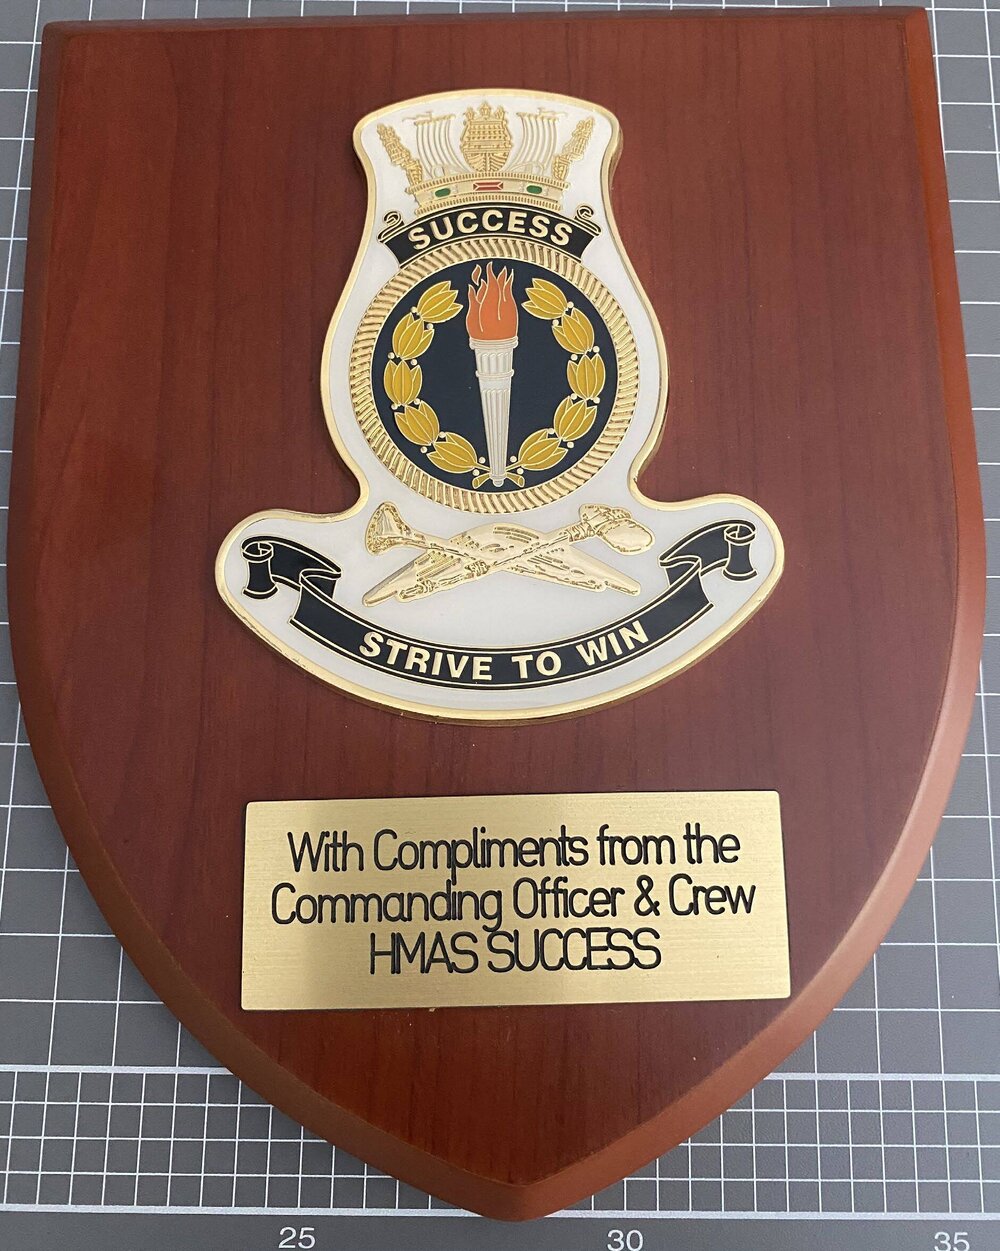 SUCCESS
STRIVE TO WIN
With Compliments from the
Commanding Officer & Crew
HMAS SUCCESS
25 30 35